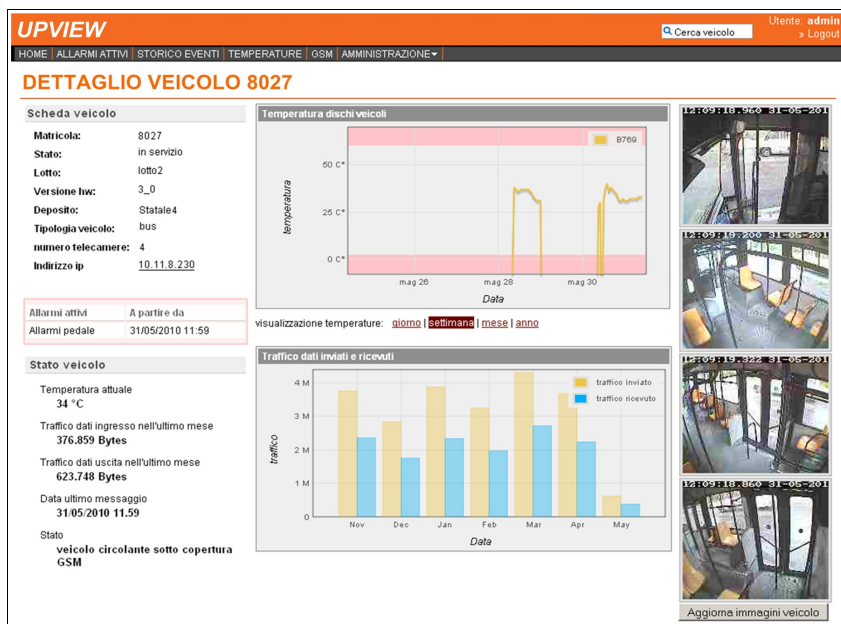 UPVIEW
Cerca veicolo
Utente: admin
» Logout
HOME | ALLARMI ATTIVI | STORICO EVENTI | TEMPERATURE | GSM | AMMINISTRAZIONE
DETTAGLIO VEICOLO 8027
Scheda veicolo
Matricola: 8027
Stato: in servizio
Lotto: lotto2
Versione hw: 3_0
Deposito: Statale4
Tipologia veicolo: bus
numero telecamere: 4
Indirizzo ip 10.11.8.230
Allarmi attivi A partire da
Allarmi pedale 31/05/2010 11:59
Stato veicolo
Temperatura attuale
34 °C
Traffico dati ingresso nell'ultimo mese
376.859 Bytes
Traffico dati uscita nell'ultimo mese
623.748 Bytes
Data ultimo messaggio
31/05/2010 11.59
Stato
veicolo circolante sotto copertura
GSM
Temperatura dischi veicoli
B769
50 C°
25 C°
0 C°
temperatura
mag 26 mag 28 mag 30
Data
visualizzazione temperature: giorno | settimana | mese | anno
Traffico dati inviati e ricevuti
traffico inviato
traffico ricevuto
4 M
3 M
2 M
1 M
0
traffico
Nov Dec Jan Feb Mar Apr May
Data
12:09:18.960 31-05-201
12:09:19.200 31-05-201
12:09:19.322 31-05-201
12:09:18.860 31-05-201
Aggiorna immagini veicolo